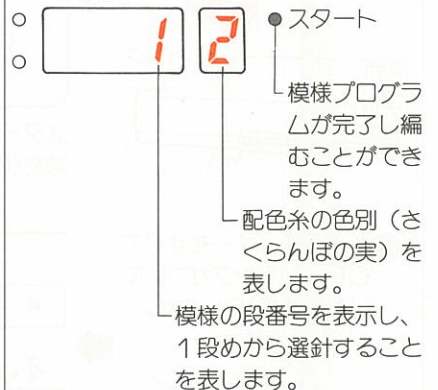 1 2 ● スタート
模様プログラ
ムが完了し編
むことができ
ます。
配色糸の色別（さ
くらんぼの実）を
表します。
模様の段番号を表示し、
1段めから選針すること
を表します。